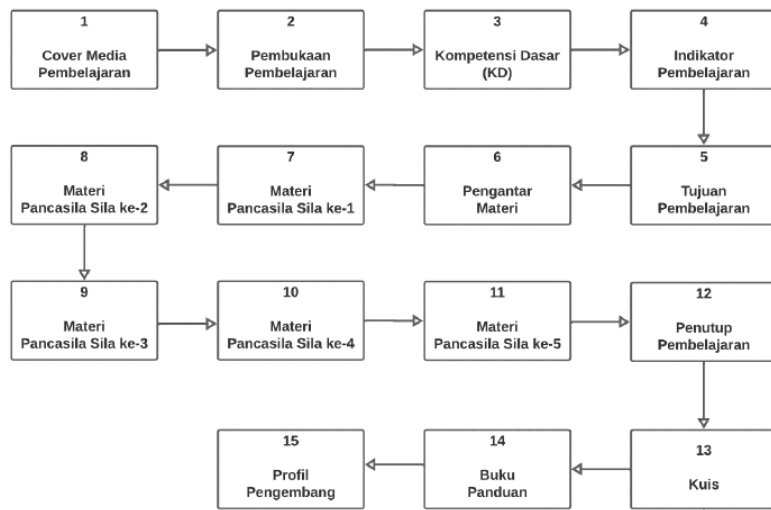 1
Cover Media
Pembelajaran
2
Pembukaan
Pembelajaran
3
Kompetensi Dasar
(KD)
4
Indikator
Pembelajaran
5
Tujuan
Pembelajaran
6
Pengantar
Materi
7
Materi
Pancasila Sila ke-1
8
Materi
Pancasila Sila ke-2
9
Materi
Pancasila Sila ke-3
10
Materi
Pancasila Sila ke-4
11
Materi
Pancasila Sila ke-5
12
Penutup
Pembelajaran
13
Kuis
14
Buku
Panduan
15
Profil
Pengembang